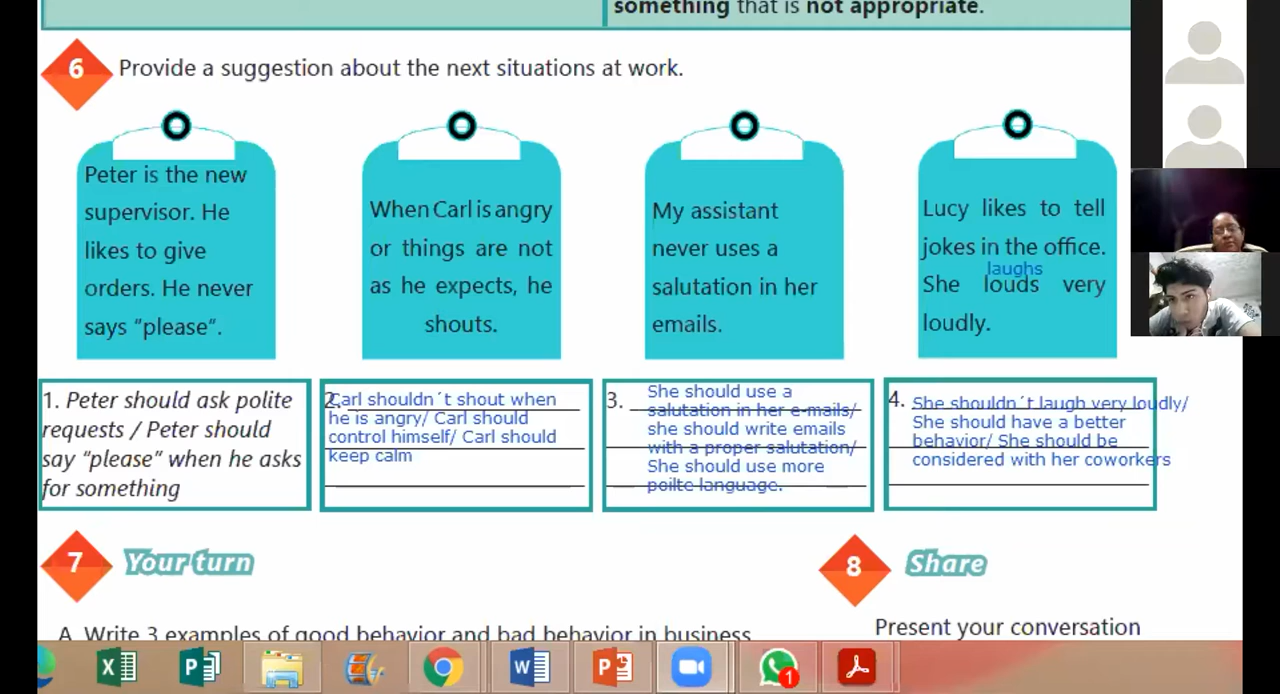 something that is not appropriate.
6
Provide a suggestion about the next situations at work.
Peter is the new
supervisor. He
likes to give
orders. He never
says “please”.
When Carl is angry
or things are not
as he expects, he
shouts.
My assistant
never uses a
salutation in her
emails.
Lucy likes to tell
jokes in the office.
laughs
She louds very
loudly.
1. Peter should ask polite
requests / Peter should
say “please” when he asks
for something
2.
Carl shouldn´t shout when
he is angry/ Carl should
control himself/ Carl should
keep calm
3.
She should use a
salutation in her e-mails/
she should write emails
with a proper salutation/
She should use more
poilte language.
4.
She shouldn´t laugh very loudly/
She should have a better
behavior/ She should be
considered with her coworkers
7
Your turn
8
Share
A. Write 3 examples of good behavior and bad behavior in business
Present your conversation
X
P
W
P
1